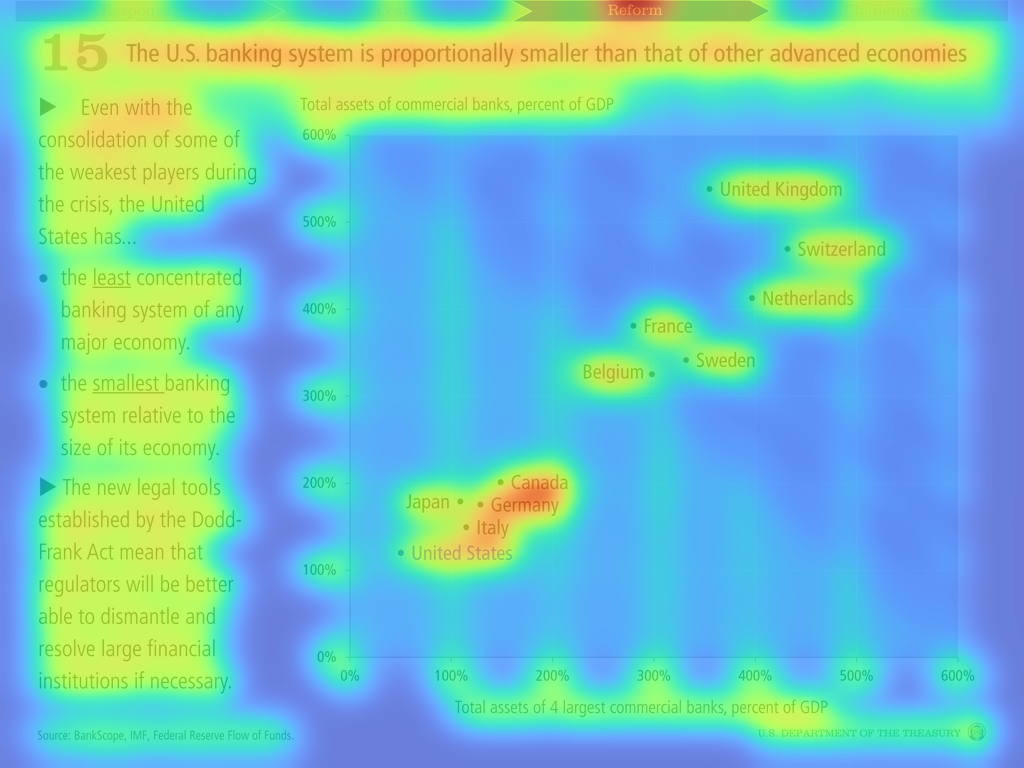 Reform
15 The U.S. banking system is proportionally smaller than that of other advanced economies
▶ Even with the
consolidation of some of
the weakest players during
the crisis, the United
States has...
• the least concentrated
banking system of any
major economy.
• the smallest banking
system relative to the
size of its economy.
▶ The new legal tools
established by the Dodd-
Frank Act mean that
regulators will be better
able to dismantle and
resolve large financial
institutions if necessary.
Total assets of commercial banks, percent of GDP
600%
500%
400%
300%
200%
100%
0%
United Kingdom
Switzerland
Netherlands
France
Sweden
Belgium
Canada
Japan
Germany
Italy
United States
0% 100% 200% 300% 400% 500% 600%
Total assets of 4 largest commercial banks, percent of GDP
Source: BankScope, IMF, Federal Reserve Flow of Funds.
U.S. DEPARTMENT OF THE TREASURY